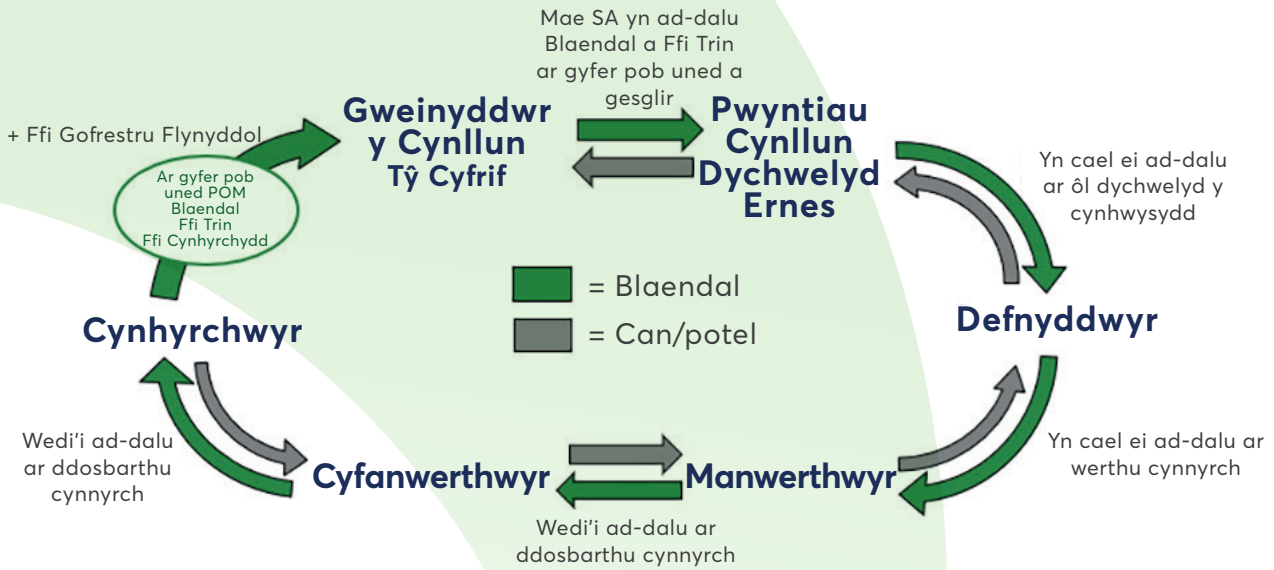 Mae SA yn ad-dalu
Blaendal a Ffi Trin
ar gyfer pob uned a
gesglir
+ Ffi Gofrestru Flynyddol
Gweinyddwr
y Cynllun
Tŷ Cyfrif
Pwyntiau
Cynllun
Dychwelyd
Ernes
Ar gyfer pob
uned POM
Blaendal
Ffi Trin
Ffi Cynhyrchydd
Yn cael ei ad-dalu
ar ôl dychwelyd y
cynhwysydd
= Blaendal
= Can/potel
Cynhyrchwyr
Defnyddwyr
Wedi'i ad-dalu
ar ddosbarthu
cynnyrch
Cyfanwerthwyr
Manwerthwyr
Yn cael ei ad-dalu ar
werthu cynnyrch
Wedi'i ad-dalu ar
ddosbarthu cynnyrch